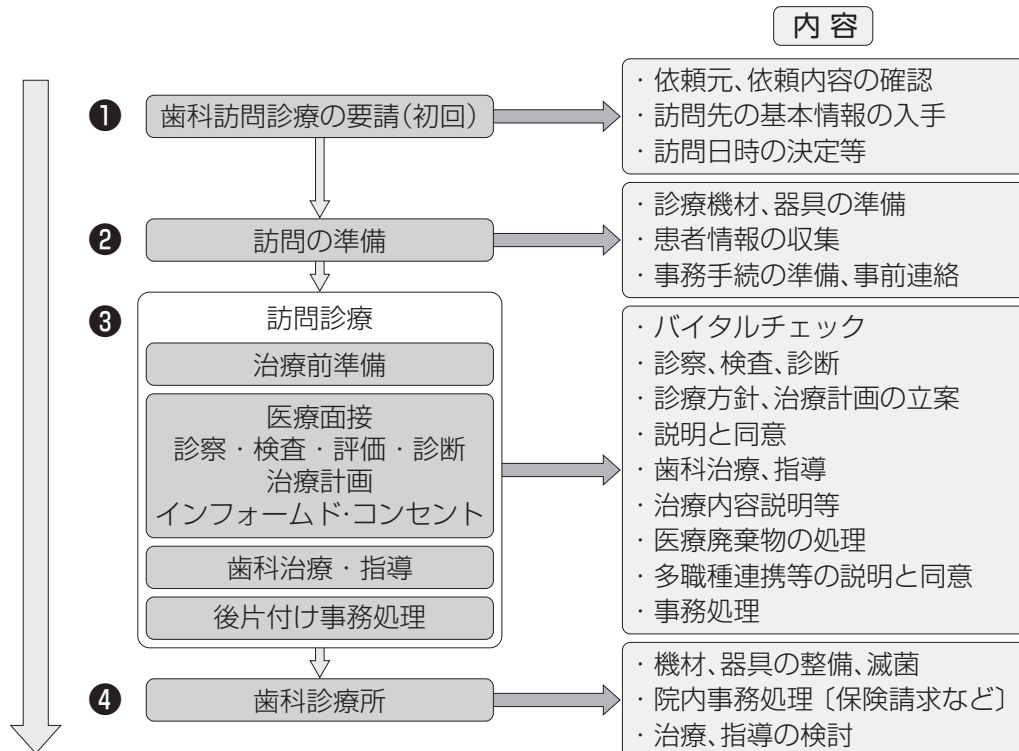 内 容
❶
歯科訪問診療の要請(初回)
・依頼元、依頼内容の確認
・訪問先の基本情報の入手
・訪問日時の決定等
❷
訪問の準備
・診療機材、器具の準備
・患者情報の収集
・事務手続の準備、事前連絡
❸
訪問診療
治療前準備
医療面接
診察・検査・評価・診断
治療計画
インフォームド・コンセント
歯科治療・指導
後片付け事務処理
・バイタルチェック
・診察、検査、診断
・診療方針、治療計画の立案
・説明と同意
・歯科治療、指導
・治療内容説明等
・医療廃棄物の処理
・多職種連携等の説明と同意
・事務処理
❹
歯科診療所
・機材、器具の整備、滅菌
・院内事務処理〔保険請求など〕
・治療、指導の検討